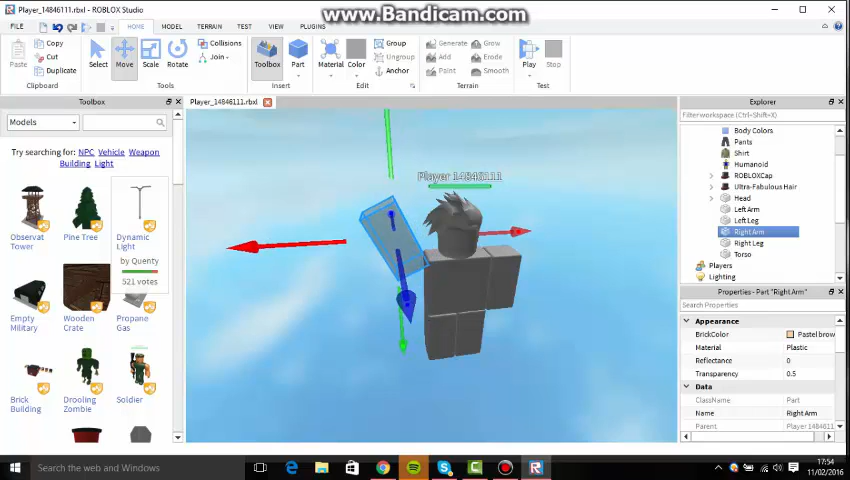 www.Bandicam.com
Player_14846111.rbxl - ROBLOX Studio
FILE
HOME
MODEL
TERRAIN
TEST
VIEW
PLUGINS
Copy
Cut
Duplicate
Clipboard
Select
Move
Scale
Rotate
Collisions
Join
Tools
Toolbox
Part
Insert
Material
Color
Group
Ungroup
Anchor
Edit
Generate
Grow
Add
Erode
Paint
Smooth
Terrain
Play
Stop
Test
Toolbox
Player_14846111.rbxl
Explorer
Models
Filter workspace (Ctrl+Shift+X)
Try searching for: NPC Vehicle Weapon
Building Light
Observat
Tower
Pine Tree
Dynamic
Light
by Quenty
521 votes
Empty
Military
Wooden
Crate
Propane
Gas
Brick
Building
Drooling
Zombie
Soldier
Player 14846111
Body Colors
Pants
Shirt
Humanoid
ROBLOXCap
Ultra-Fabulous Hair
Head
Left Arm
Left Leg
Right Arm
Right Leg
Torso
Players
Lighting
Properties - Part "Right Arm"
Search Properties
Appearance
BrickColor
Pastel brow
Material
Plastic
Reflectance
0
Transparency
0.5
Data
ClassName
Part
Name
Right Arm
Parent
Player 1484611
Search the web and Windows
17:54
11/02/2016